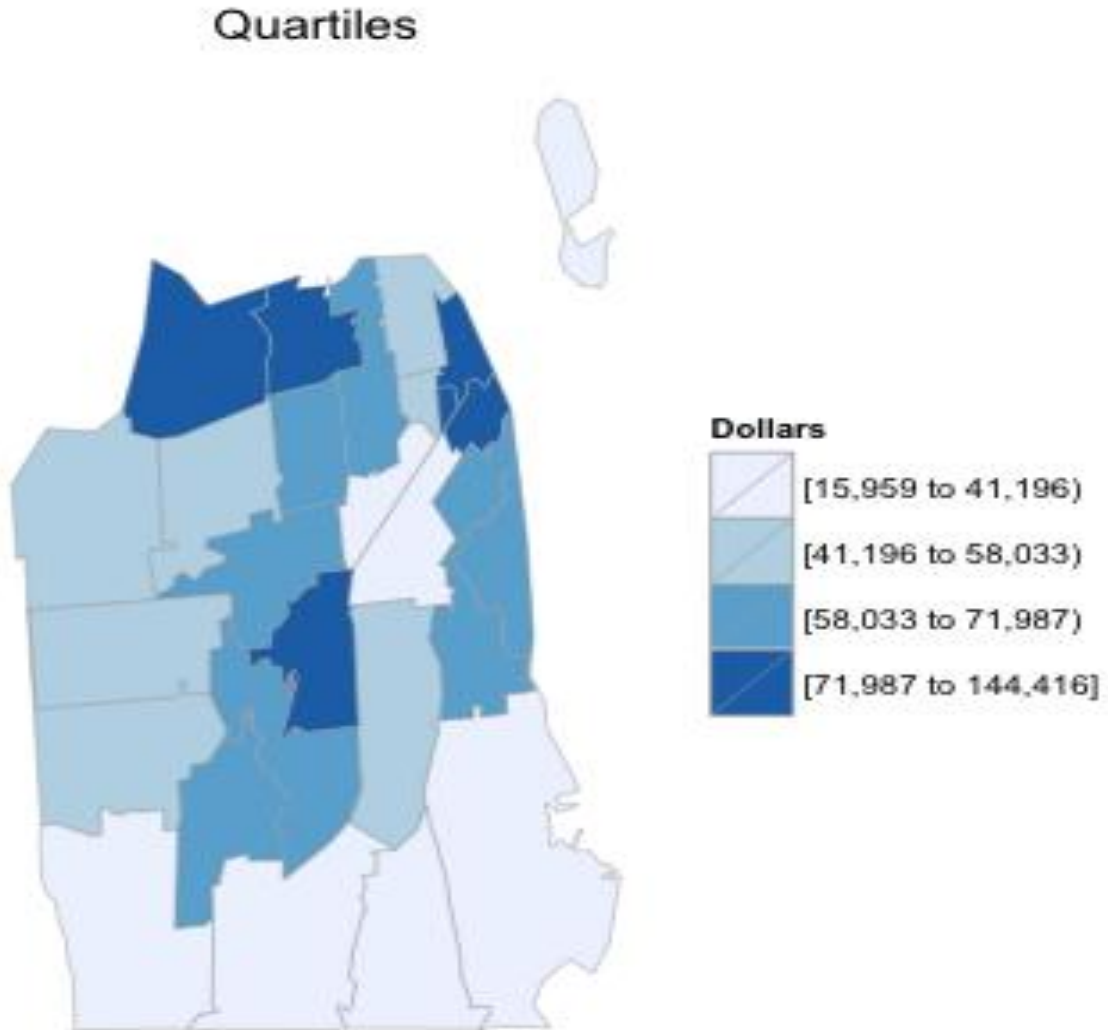 Quartiles
Dollars
[15,959 to 41,196)
[41,196 to 58,033)
[58,033 to 71,987)
[71,987 to 144,416]